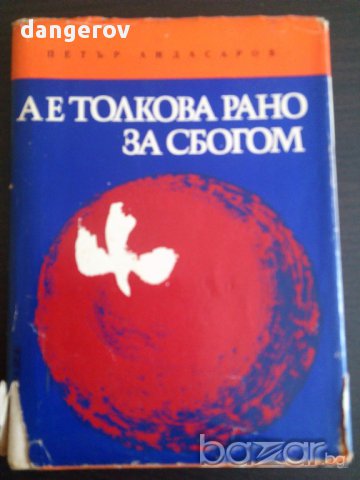 dangerov
ПЕТЪР АНДАСАРОВ
А Е ТОЛКОВА РАНО
ЗА СБОГОМ
bazar.bg